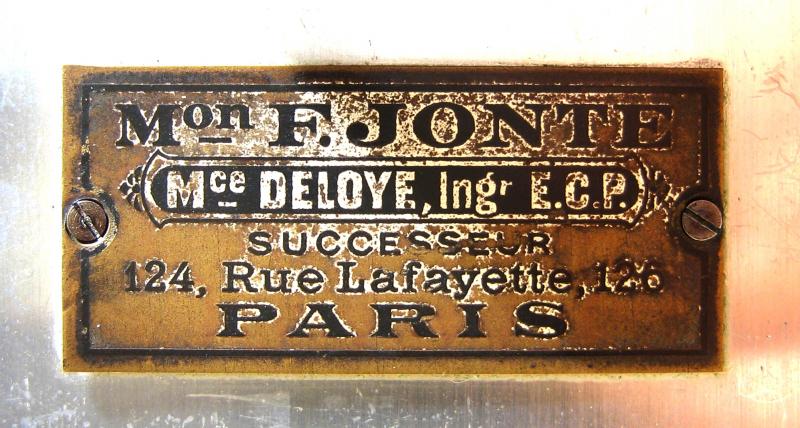 Mon F. JONTE
Mce DELOYE, Ingr E.C.P.
SUCCESSEUR
124, Rue Lafayette, 126
PARIS